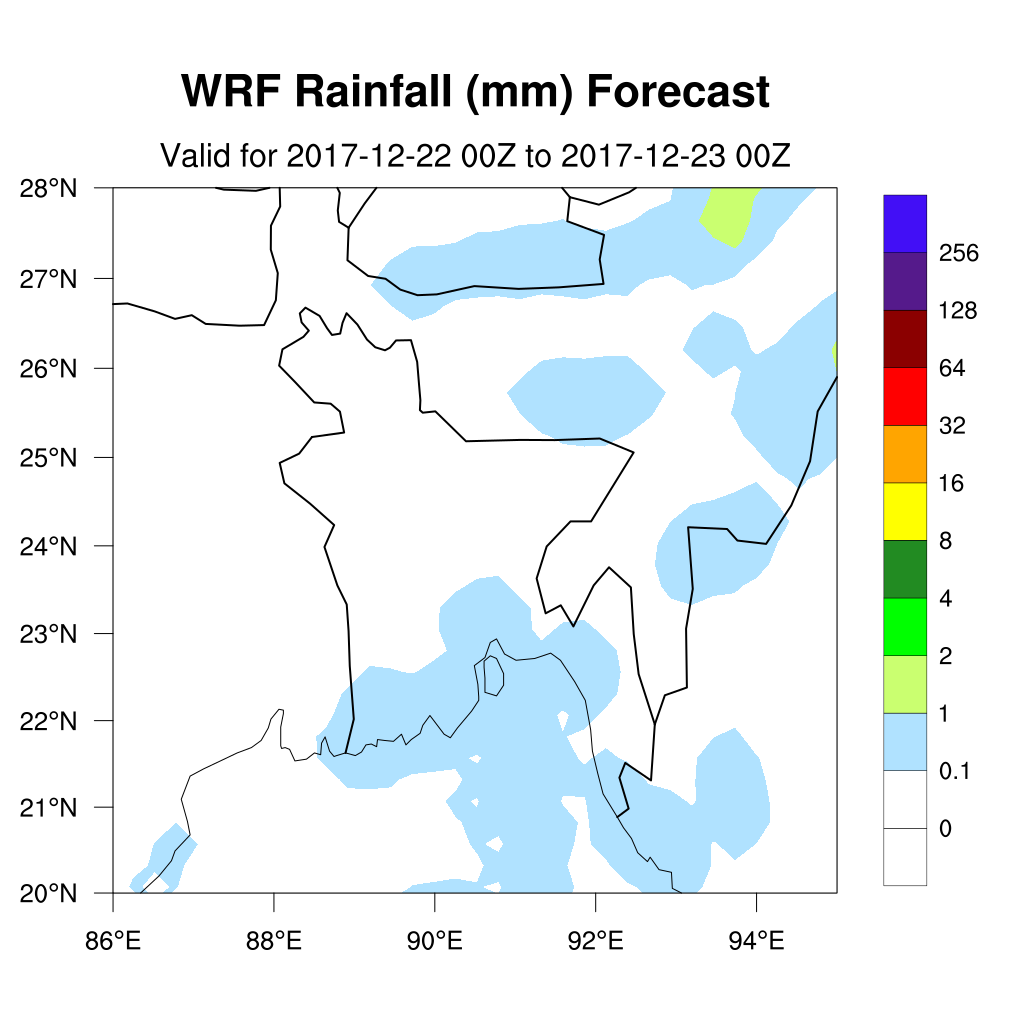 WRF Rainfall (mm) Forecast
Valid for 2017-12-22 00Z to 2017-12-23 00Z
28°N
27°N
26°N
25°N
24°N
23°N
22°N
21°N
20°N
86°E 88°E 90°E 92°E 94°E
256
128
64
32
16
8
4
2
1
0.1
0